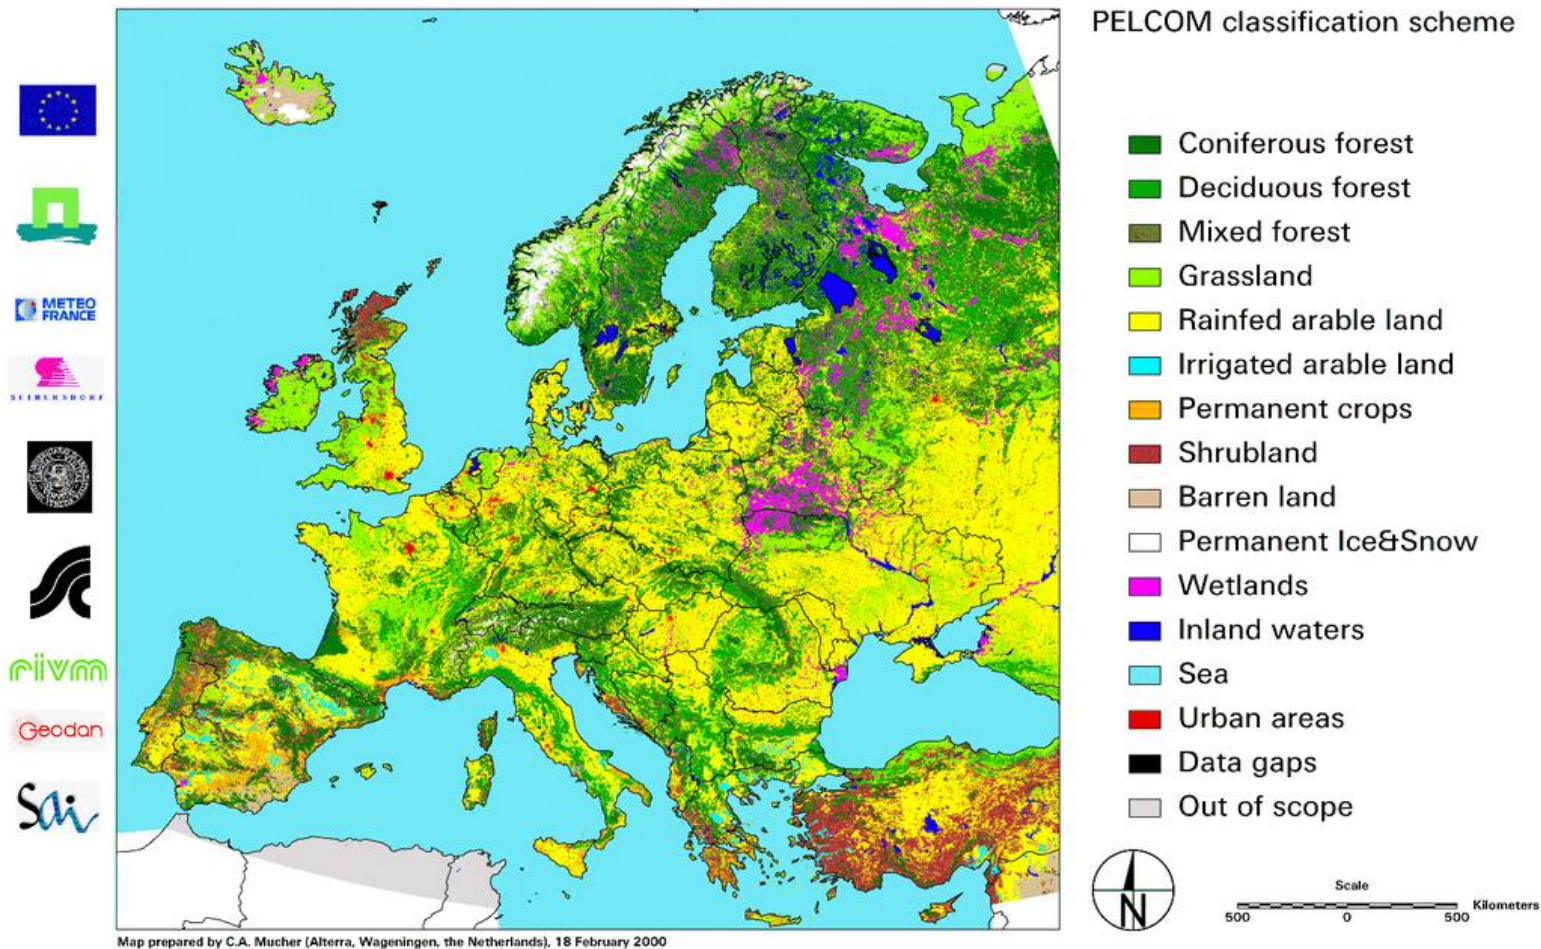 PELCOM classification scheme
METEO
FRANCE
SEIBERSDORF
riivm
Geodan
Sai
Coniferous forest
Deciduous forest
Mixed forest
Grassland
Rainfed arable land
Irrigated arable land
Permanent crops
Shrubland
Barren land
Permanent Ice&Snow
Wetlands
Inland waters
Sea
Urban areas
Data gaps
Out of scope
N
Scale
Kilometers
500 0 500
Map prepared by C.A. Mucher (Alterra, Wageningen, the Netherlands), 18 February 2000